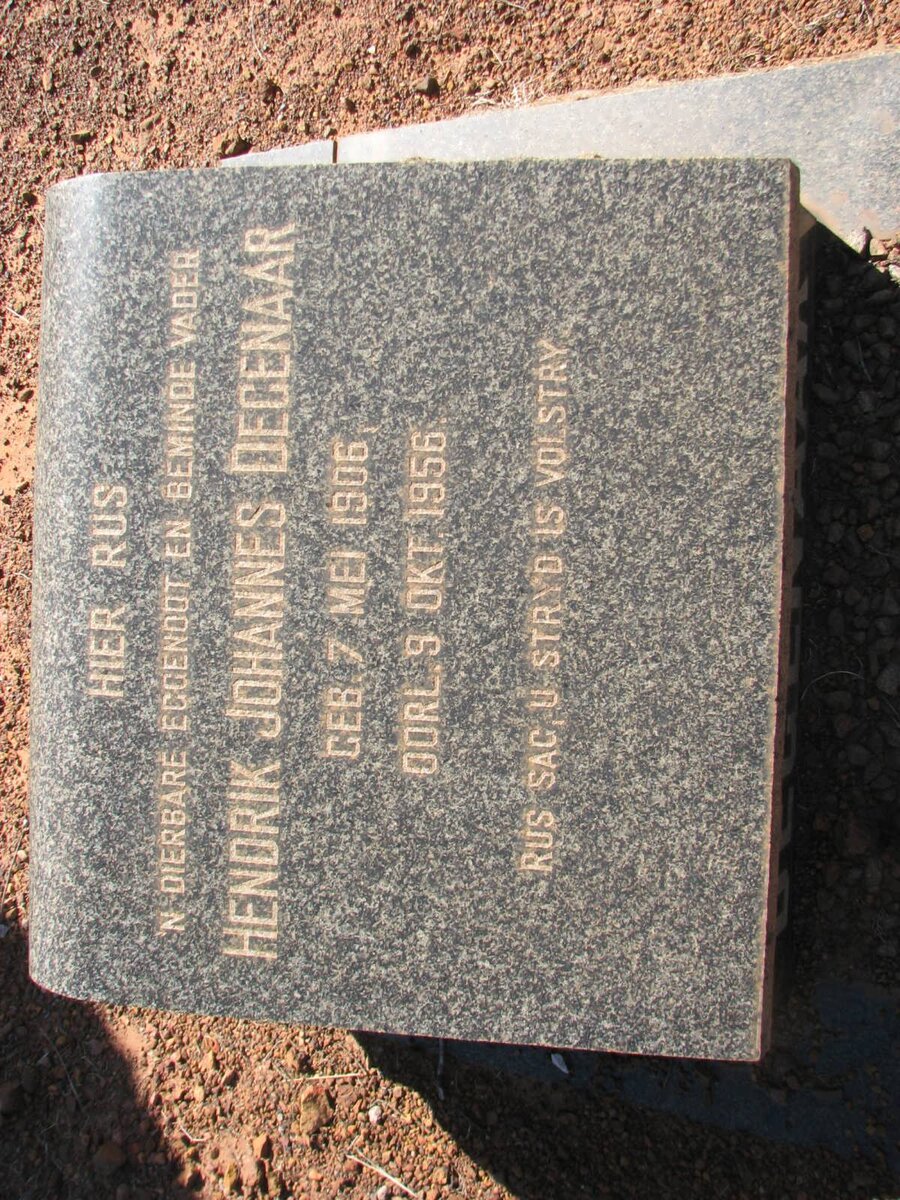 HIER RUS
N DIERBARE EGGENOOT EN BEMINDE VADER
HENDRIK JOHANNES DEGENAAR
GEB. 7 MEI 1906,
OORL. 9 OKT. 1956.
RUS SAG, U STRYD IS VOLSTRY